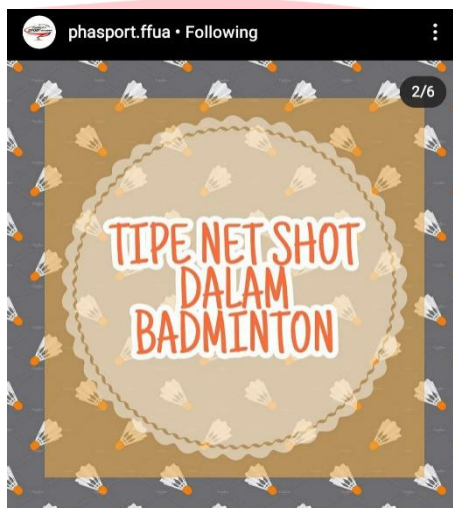 phasport.ffua • Following
2/6
TIPE NET SHOT
DALAM
BADMINTON